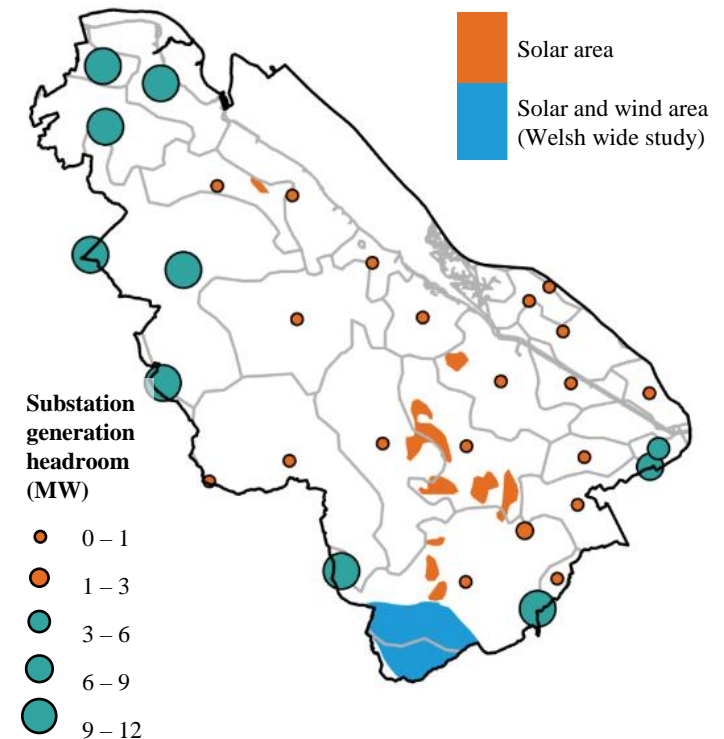 Solar area
Solar and wind area
(Welsh wide study)
Substation
generation
headroom
(MW)
0 – 1
1 – 3
3 – 6
6 – 9
9 – 12